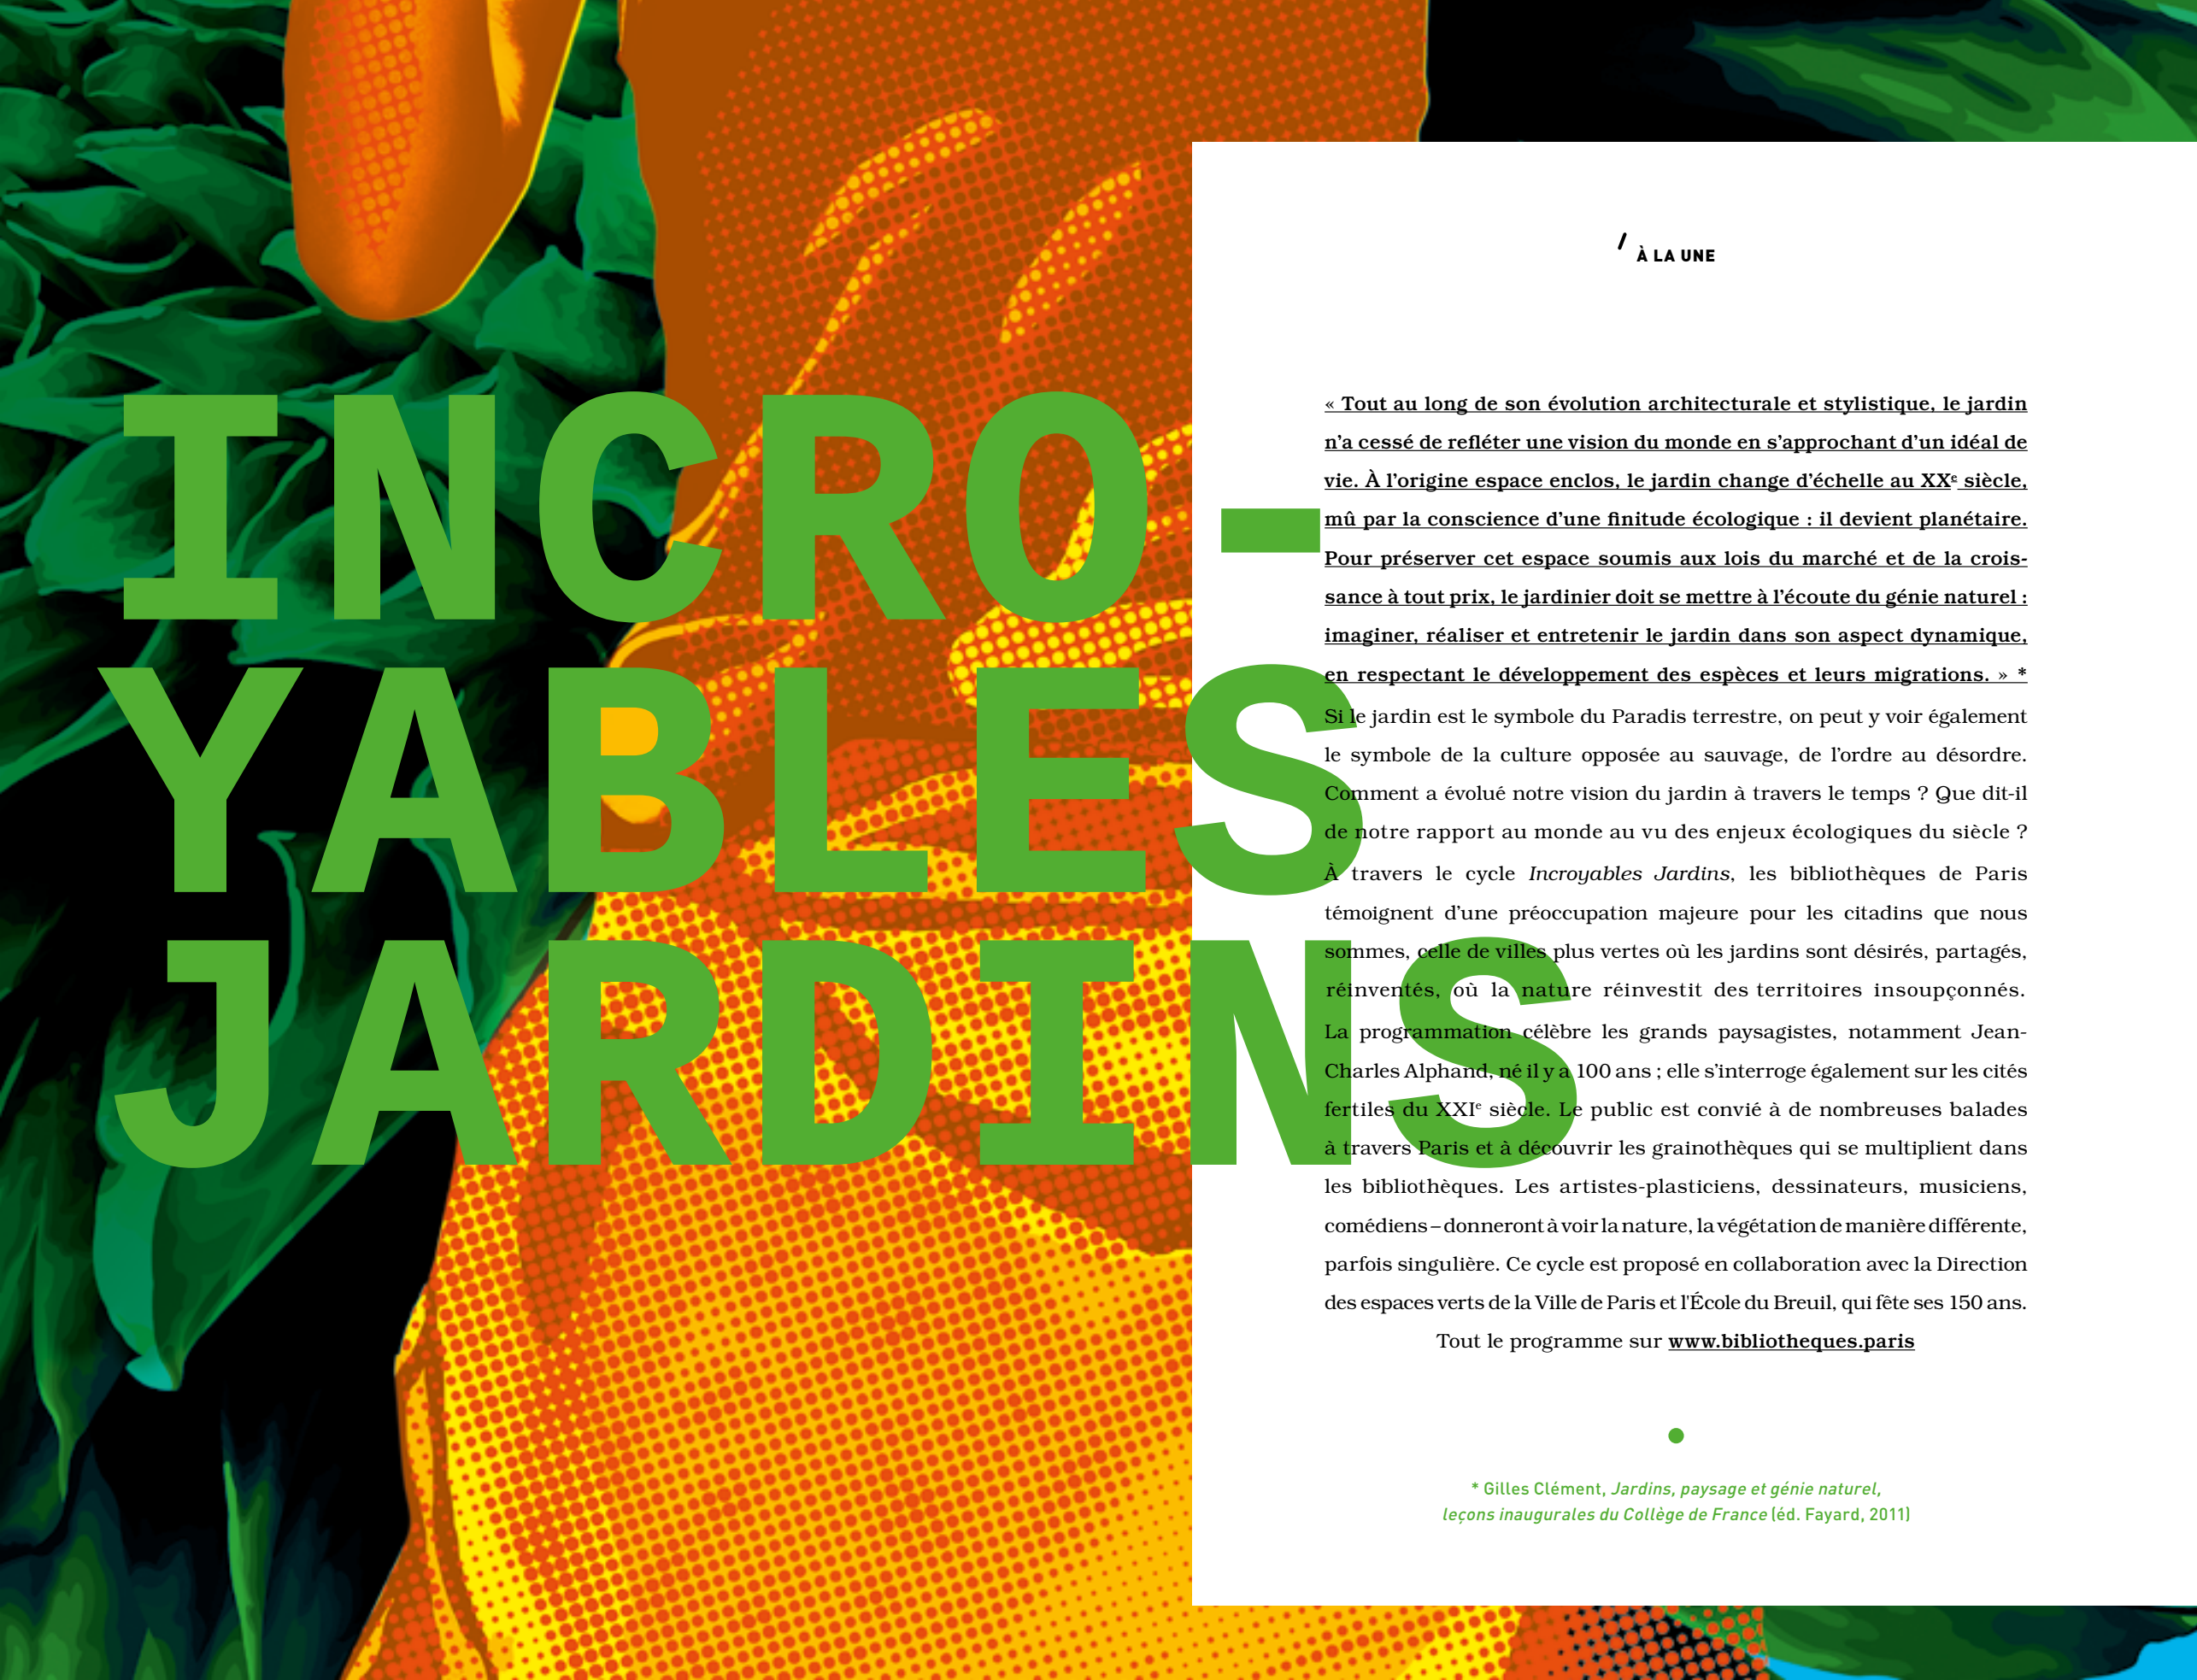 INCRO-
YABLES
JARDINS
À LA UNE
« Tout au long de son évolution architecturale et stylistique, le jardin
n’a cessé de refléter une vision du monde en s’approchant d’un idéal de
vie. À l’origine espace enclos, le jardin change d’échelle au XXe siècle,
mû par la conscience d’une finitude écologique : il devient planétaire.
Pour préserver cet espace soumis aux lois du marché et de la crois-
sance à tout prix, le jardinier doit se mettre à l’écoute du génie naturel :
imaginer, réaliser et entretenir le jardin dans son aspect dynamique,
en respectant le développement des espèces et leurs migrations. » *
Si le jardin est le symbole du Paradis terrestre, on peut y voir également
le symbole de la culture opposée au sauvage, de l’ordre au désordre.
Comment a évolué notre vision du jardin à travers le temps ? Que dit-il
de notre rapport au monde au vu des enjeux écologiques du siècle ?
À travers le cycle Incroyables Jardins, les bibliothèques de Paris
témoignent d’une préoccupation majeure pour les citadins que nous
sommes, celle de villes plus vertes où les jardins sont désirés, partagés,
réinventés, où la nature réinvestit des territoires insoupçonnés.
La programmation célèbre les grands paysagistes, notamment Jean-
Charles Alphand, né il y a 100 ans ; elle s’interroge également sur les cités
fertiles du XXIe siècle. Le public est convié à de nombreuses balades
à travers Paris et à découvrir les grainothèques qui se multiplient dans
les bibliothèques. Les artistes-plasticiens, dessinateurs, musiciens,
comédiens – donneront à voir la nature, la végétation de manière différente,
parfois singulière. Ce cycle est proposé en collaboration avec la Direction
des espaces verts de la Ville de Paris et l'École du Breuil, qui fête ses 150 ans.
Tout le programme sur www.bibliotheques.paris
* Gilles Clément, Jardins, paysage et génie naturel,
leçons inaugurales du Collège de France (éd. Fayard, 2011)